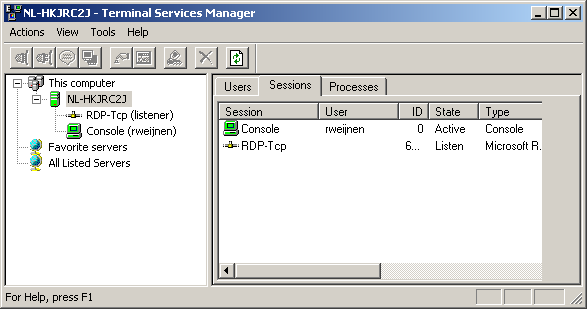 NL-HKJRC2J - Terminal Services Manager
Actions View Tools Help
This computer
NL-HKJRC2J
RDP-Tcp (listener)
Console (rweijnen)
Favorite servers
All Listed Servers
Users Sessions Processes
Session User ID State Type
Console rweijnen 0 Active Console
RDP-Tcp 6... Listen Microsoft R.
For Help, press F1